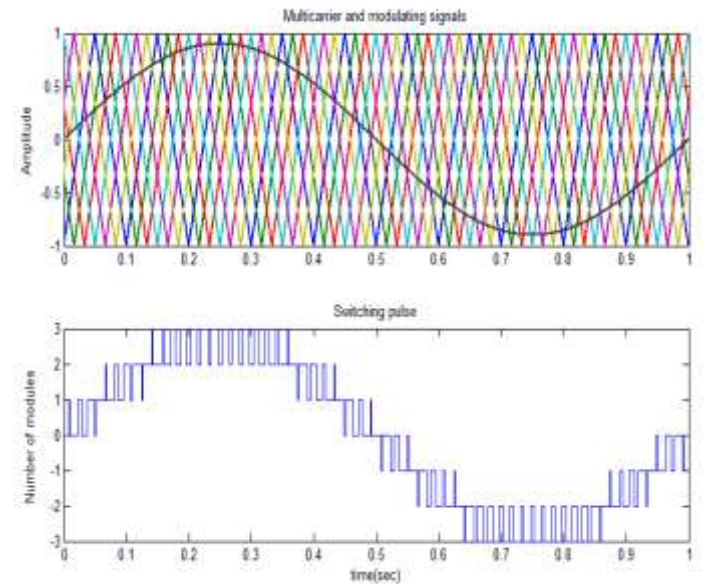 Multicarrier and modulating signals
1
0.5
0
-0.5
-1
Amplitude
0 0.1 0.2 0.3 0.4 0.5 0.6 0.7 0.8 0.9 1
Switching pulse
3
2
1
0
-1
-2
-3
Number of modules
0 0.1 0.2 0.3 0.4 0.5 0.6 0.7 0.8 0.9 1
time(sec)